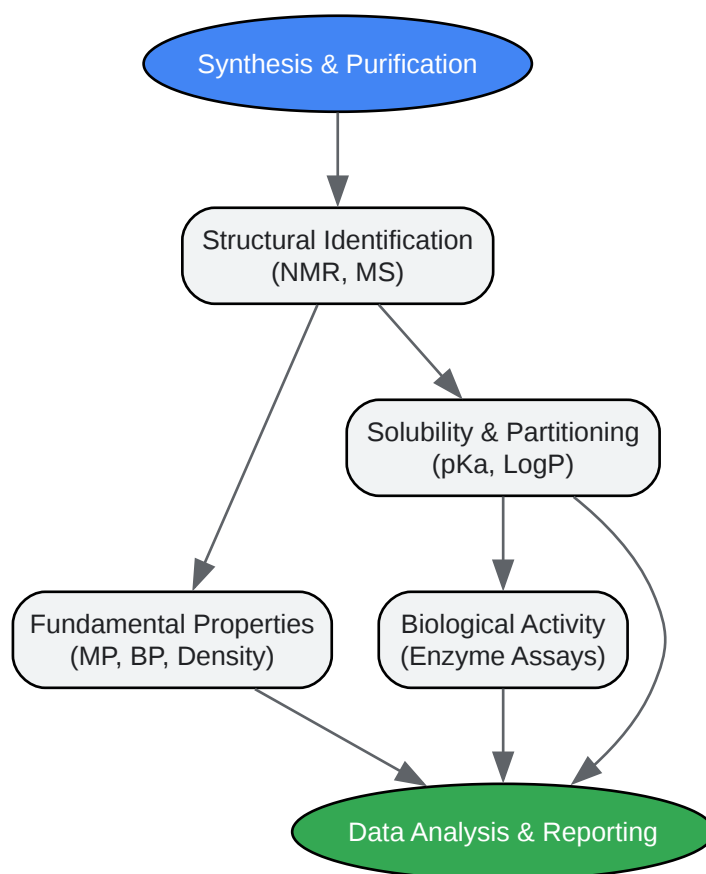 Synthesis & Purification
Structural Identification
(NMR, MS)
Solubility & Partitioning
(pKa, LogP)
Fundamental Properties
(MP, BP, Density)
Biological Activity
(Enzyme Assays)
Data Analysis & Reporting